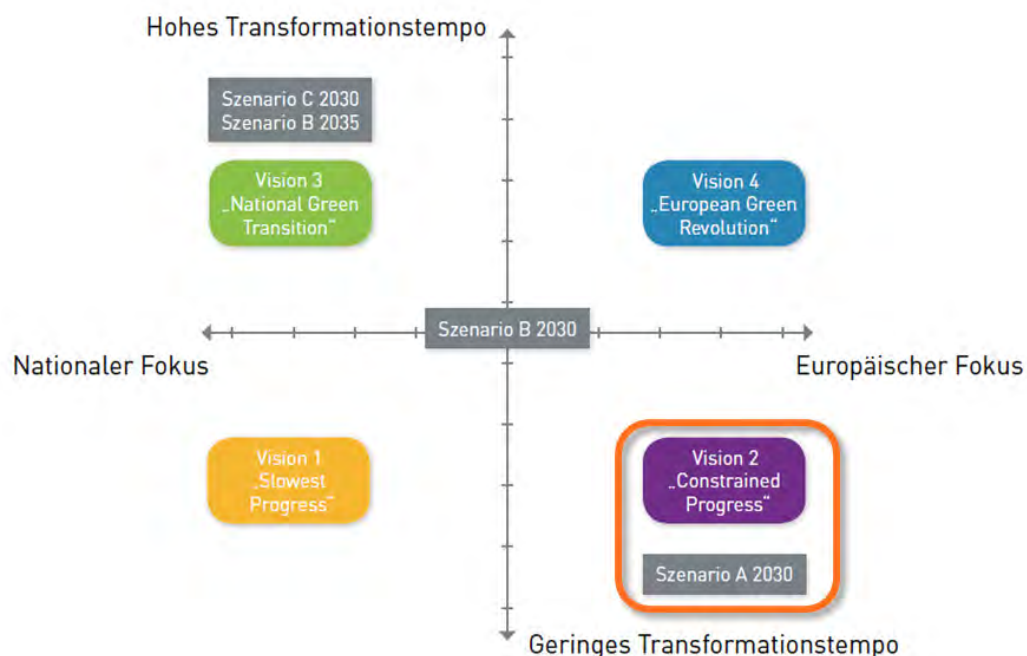 Hohes Transformationstempo
Szenario C 2030
Szenario B 2035
Vision 3
„National Green
Transition“
Vision 4
„European Green
Revolution“
Szenario B 2030
Nationaler Fokus
Europäischer Fokus
Vision 1
„Slowest
Progress“
Vision 2
„Constrained
Progress“
Szenario A 2030
Geringes Transformationstempo